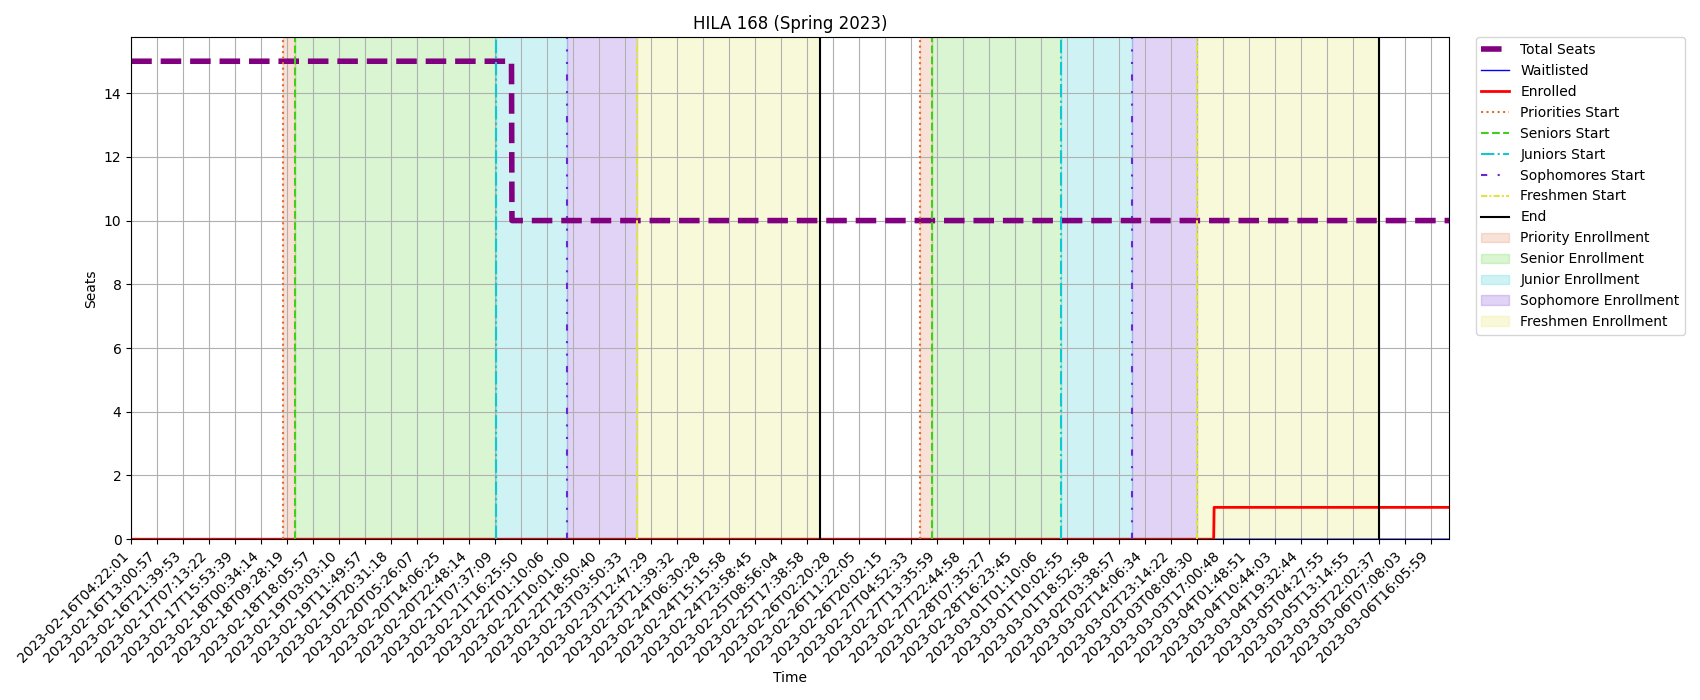 HILA 168 (Spring 2023)
Seats
14
12
10
8
6
4
2
0
2023-02-16T04:22:01
2023-02-16T13:00:57
2023-02-16T21:39:53
2023-02-17T07:13:22
2023-02-17T15:53:39
2023-02-18T00:34:14
2023-02-18T09:28:19
2023-02-18T18:05:57
2023-02-19T03:03:10
2023-02-19T11:49:57
2023-02-19T20:31:18
2023-02-20T05:26:07
2023-02-20T14:06:25
2023-02-20T22:48:14
2023-02-21T07:37:09
2023-02-21T16:25:50
2023-02-22T01:10:06
2023-02-22T10:01:00
2023-02-22T18:50:40
2023-02-23T03:50:33
2023-02-23T12:47:29
2023-02-23T21:39:32
2023-02-24T06:30:28
2023-02-24T15:15:58
2023-02-24T23:58:45
2023-02-25T08:56:04
2023-02-25T17:38:58
2023-02-26T02:20:28
2023-02-26T11:22:05
2023-02-26T20:02:15
2023-02-27T04:52:33
2023-02-27T13:35:59
2023-02-27T22:44:58
2023-02-28T07:35:27
2023-02-28T16:23:45
2023-03-01T01:10:06
2023-03-01T10:02:55
2023-03-01T18:52:58
2023-03-02T03:38:57
2023-03-02T14:06:34
2023-03-02T23:14:22
2023-03-03T08:08:30
2023-03-03T17:00:48
2023-03-04T01:48:51
2023-03-04T10:44:03
2023-03-04T19:32:44
2023-03-05T04:27:55
2023-03-05T13:14:55
2023-03-05T22:02:37
2023-03-06T07:08:03
2023-03-06T16:05:59
Time
Total Seats
Waitlisted
Enrolled
Priorities Start
Seniors Start
Juniors Start
Sophomores Start
Freshmen Start
End
Priority Enrollment
Senior Enrollment
Junior Enrollment
Sophomore Enrollment
Freshmen Enrollment